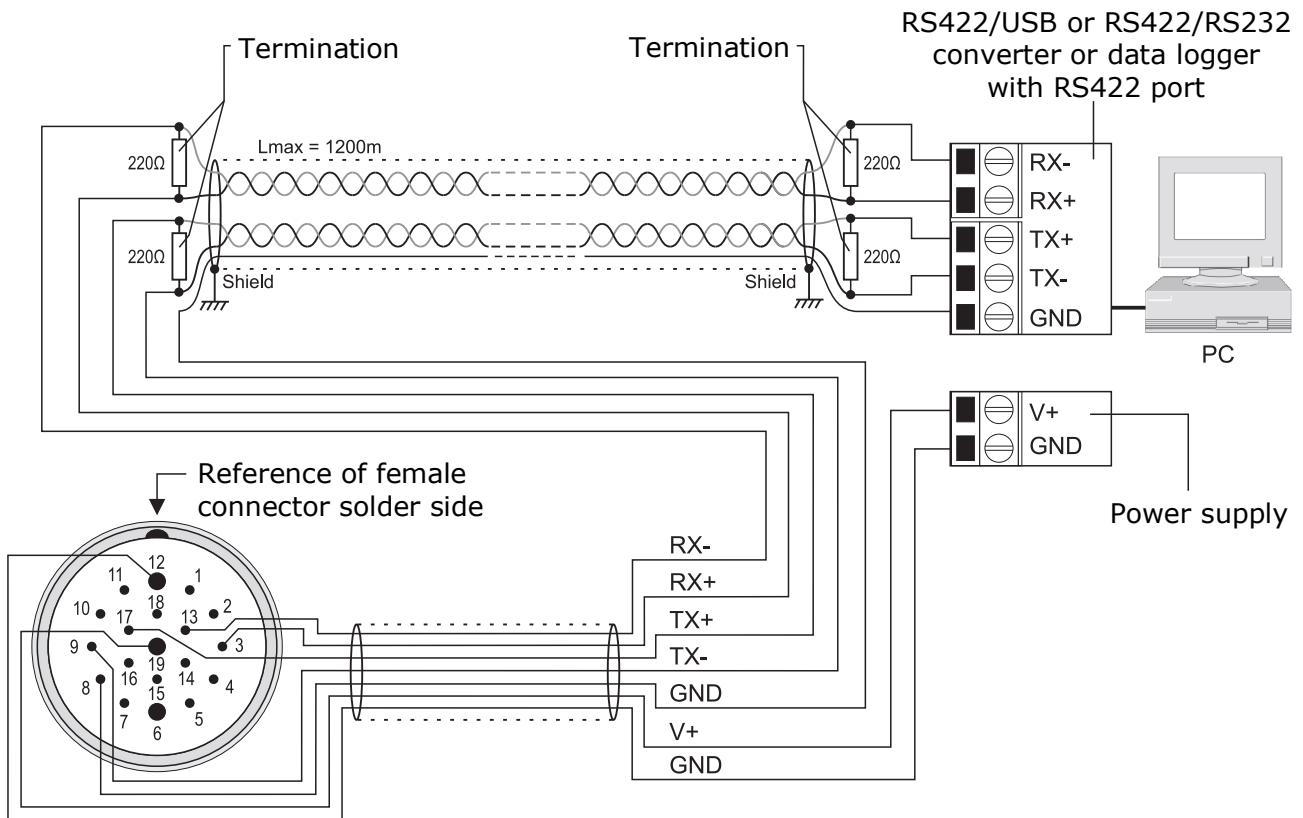 RS422/USB or RS422/RS232
converter or data logger
with RS422 port
Termination
Termination
Lmax = 1200m
220Ω
220Ω
220Ω
220Ω
Shield
Shield
RX-
RX+
TX+
TX-
GND
PC
V+
GND
Power supply
Reference of female
connector solder side
12
11
1
10
18
2
17
13
9
3
19
16
14
8
4
15
7
5
6
RX-
RX+
TX+
TX-
GND
V+
GND